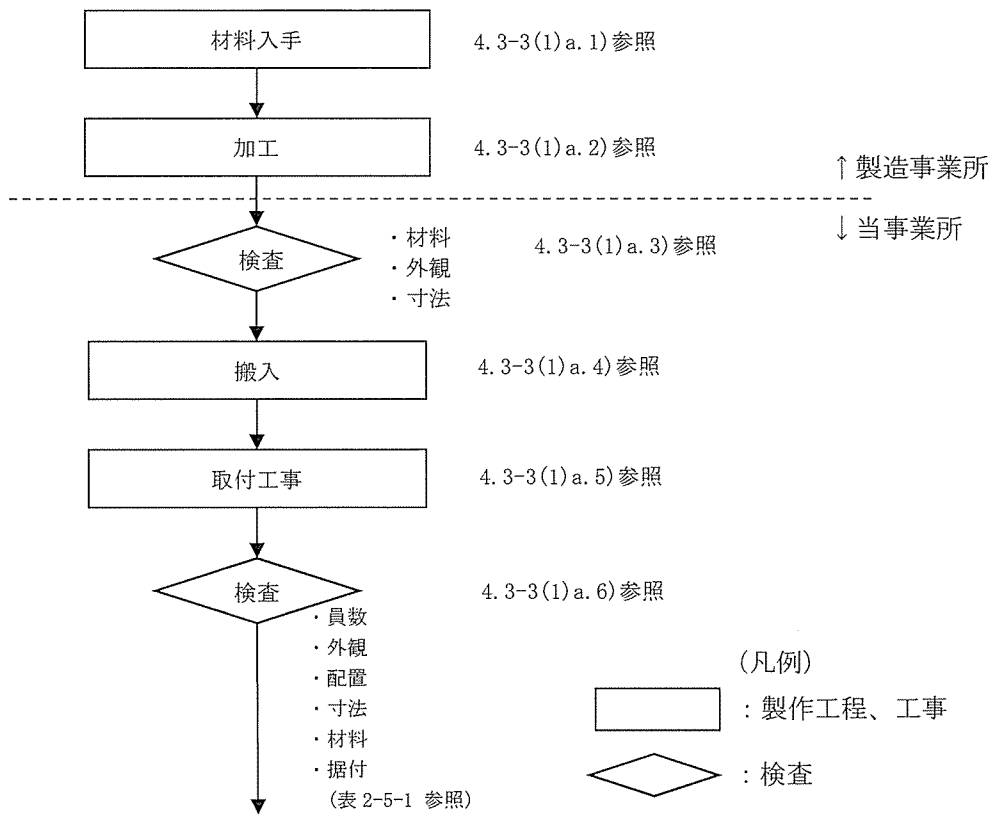 材料入手
4.3-3(1)a.1)参照
加工
4.3-3(1)a.2)参照
↑製造事業所
↓当事業所
検査
・材料
・外観
・寸法
4.3-3(1)a.3)参照
搬入
4.3-3(1)a.4)参照
取付工事
4.3-3(1)a.5)参照
検査
4.3-3(1)a.6)参照
・員数
・外観
・配置
・寸法
・材料
・据付
(表2-5-1 参照)
(凡例)
：製作工程、工事
：検査